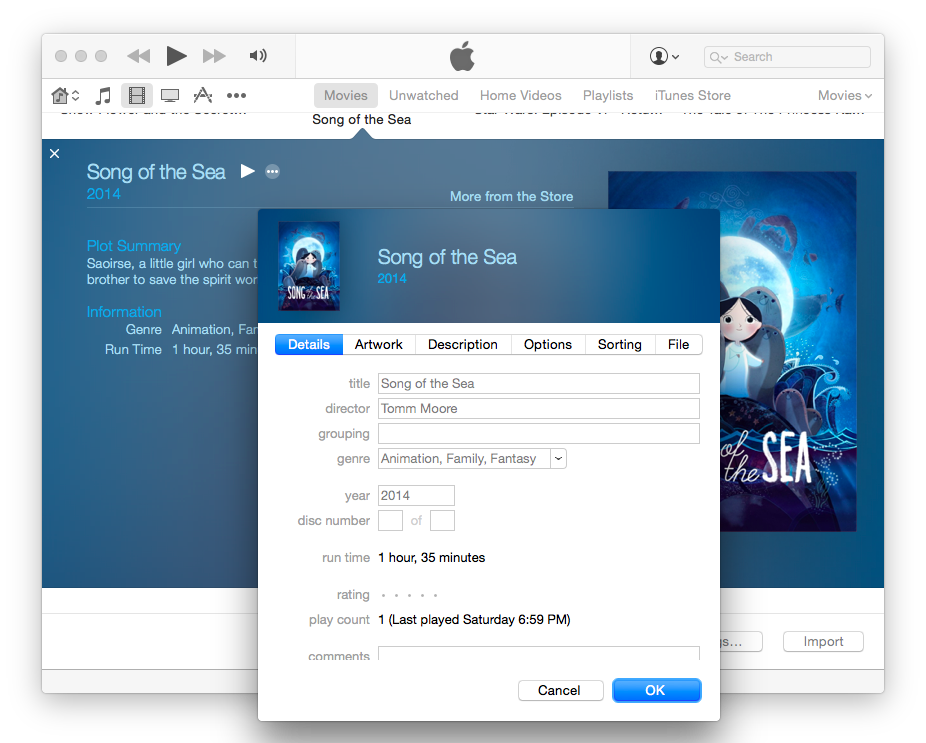 Search
Movies Unwatched Home Videos Playlists iTunes Store Movies
Song of the Sea
Song of the Sea
2014
More from the Store
Plot Summary
Saoirse, a little girl who can t
brother to save the spirit wor
Information
Genre Animation, Fan
Run Time 1 hour, 35 min
SONG of the SEA
of the SEA
Song of the Sea
2014
Details Artwork Description Options Sorting File
title Song of the Sea
director Tomm Moore
grouping
genre Animation, Family, Fantasy
year 2014
disc number of
run time 1 hour, 35 minutes
rating
play count 1 (Last played Saturday 6:59 PM)
comments
gs... Import
Cancel OK